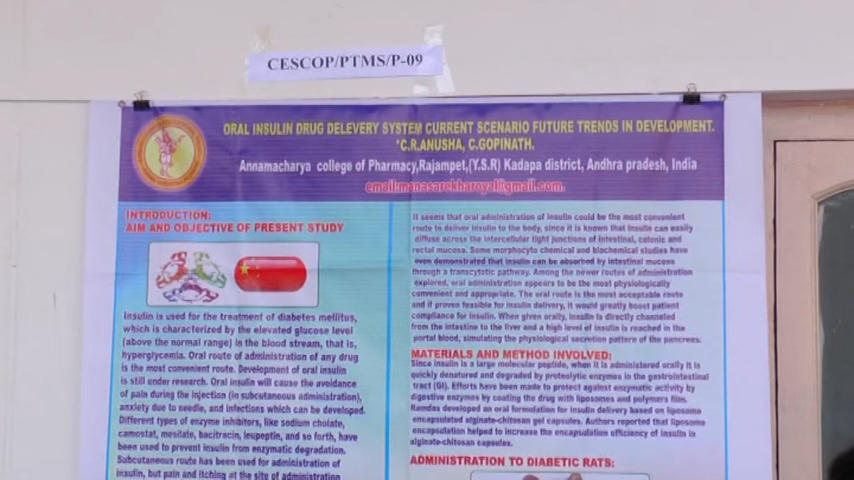 CESCOP/PTMS/P-09
ORAL INSULIN DRUG DELEVERY SYSTEM CURRENT SCENARIO FUTURE TRENDS IN DEVELOPMENT.
*C.R.ANUSHA, C.GOPINATH.
Annamacharya college of Pharmacy,Rajampet,(Y.S.R) Kadapa district, Andhra pradesh, India
email:manasarekharoyal@gmail.com.
INTRODUCTION:
AIM AND OBJECTIVE OF PRESENT STUDY
Insulin is used for the treatment of diabetes mellitus,
which is characterized by the elevated glucose level
(above the normal range) in the blood stream, that is,
hyperglycemia. Oral route of administration of any drug
is the most convenient route. Development of oral insulin
is still under research. Oral insulin will cause the avoidance
of pain during the injection (in subcutaneous administration),
anxiety due to needle, and infections which can be developed.
Different types of enzyme inhibitors, like sodium cholate,
camostat, mesilate, bacitracin, leupeptin, and so forth, have
been used to prevent insulin from enzymatic degradation.
Subcutaneous route has been used for administration of
insulin, but pain and itching at the site of administration
It seems that oral administration of insulin could be the most convenient
route to deliver insulin to the body, since it is known that insulin can easily
diffuse across the intercellular tight junctions of intestinal, colonic and
rectal mucosa. Some morphocyto chemical and biochemical studies have
even demonstrated that insulin can be absorbed by intestinal mucosa
through a transcytotic pathway. Among the newer routes of administration
explored, oral administration appears to be the most physiologically
convenient and appropriate. The oral route is the most acceptable route
and if proven feasible for insulin delivery, it would greatly boost patient
compliance for insulin. When given orally, insulin is directly channeled
from the intestine to the liver and a high level of insulin is reached in the
portal blood, simulating the physiological secretion pattern of the pancreas.
MATERIALS AND METHOD INVOLVED:
Since insulin is a large molecular peptide, when it is administered orally it is
quickly denatured and degraded by proteolytic enzymes in the gastrointestinal
tract (GI). Efforts have been made to protect against enzymatic activity by
digestive enzymes by coating the drug with liposomes and polymers film.
Ramdas developed an oral formulation for insulin delivery based on liposome
encapsulated alginate-chitosan gel capsules. Authors reported that liposome
encapsulation helped to increase the encapsulation efficiency of insulin in
alginate-chitosan capsules.
ADMINISTRATION TO DIABETIC RATS: